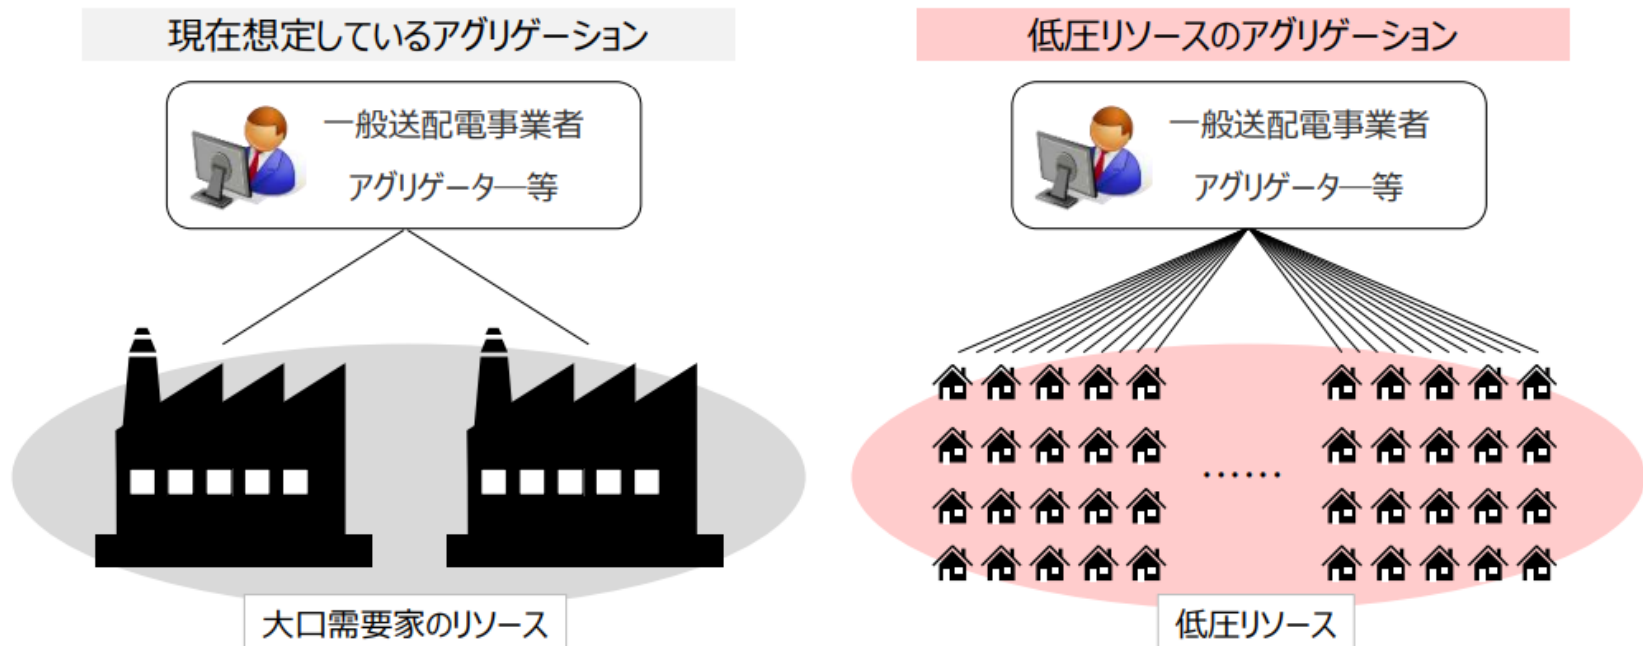 現在想定しているアグリゲーション
一般送配電事業者
アグリゲーター等
大口需要家のリソース
低圧リソースのアグリゲーション
一般送配電事業者
アグリゲーター等
……
低圧リソース